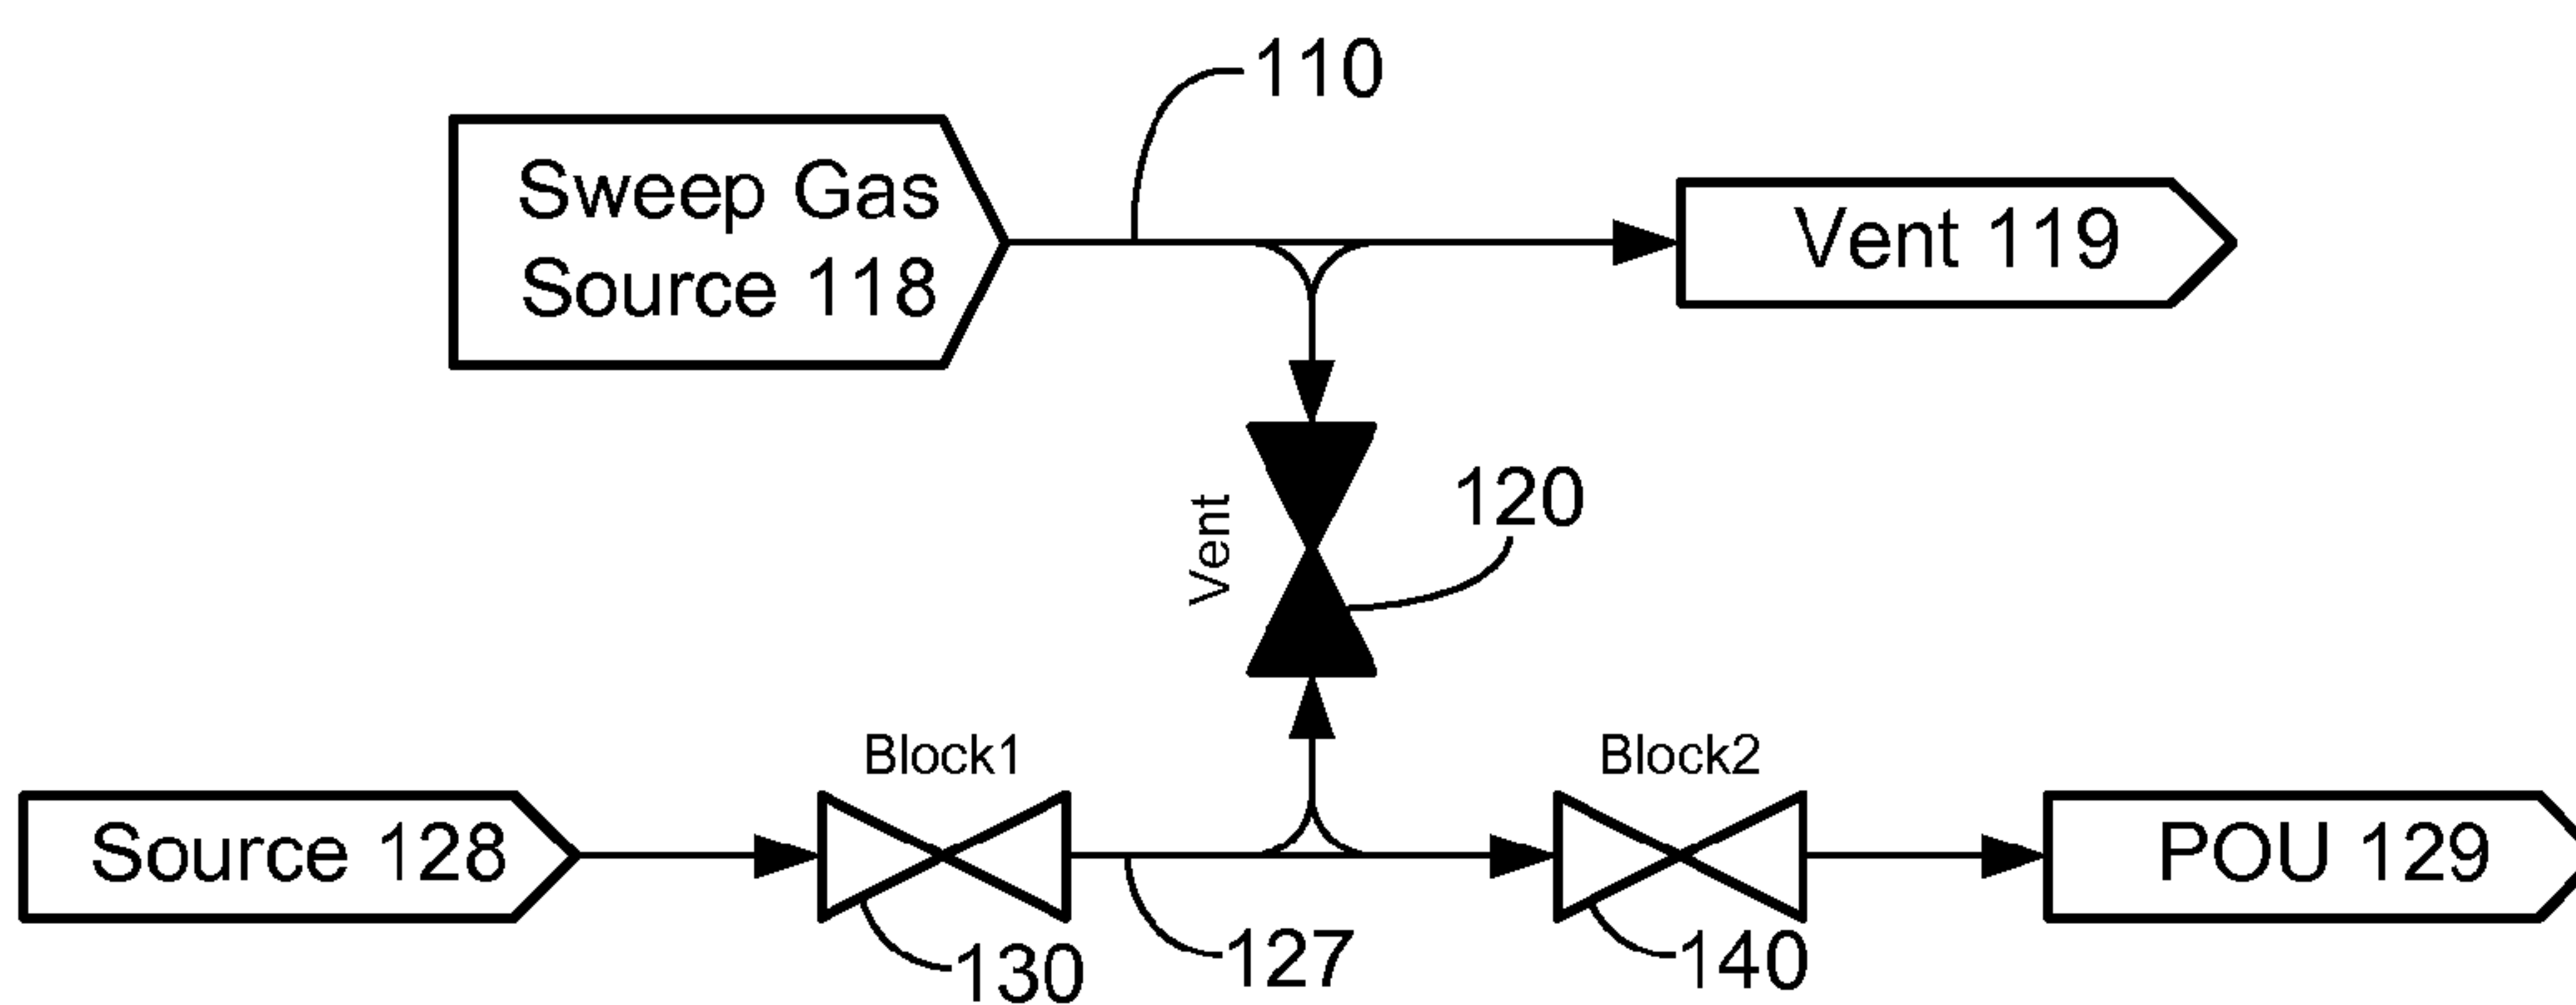 110
Sweep Gas
Source 118
Vent 119
Vent
120
Block1
Block2
Source 128
POU 129
130
127
140